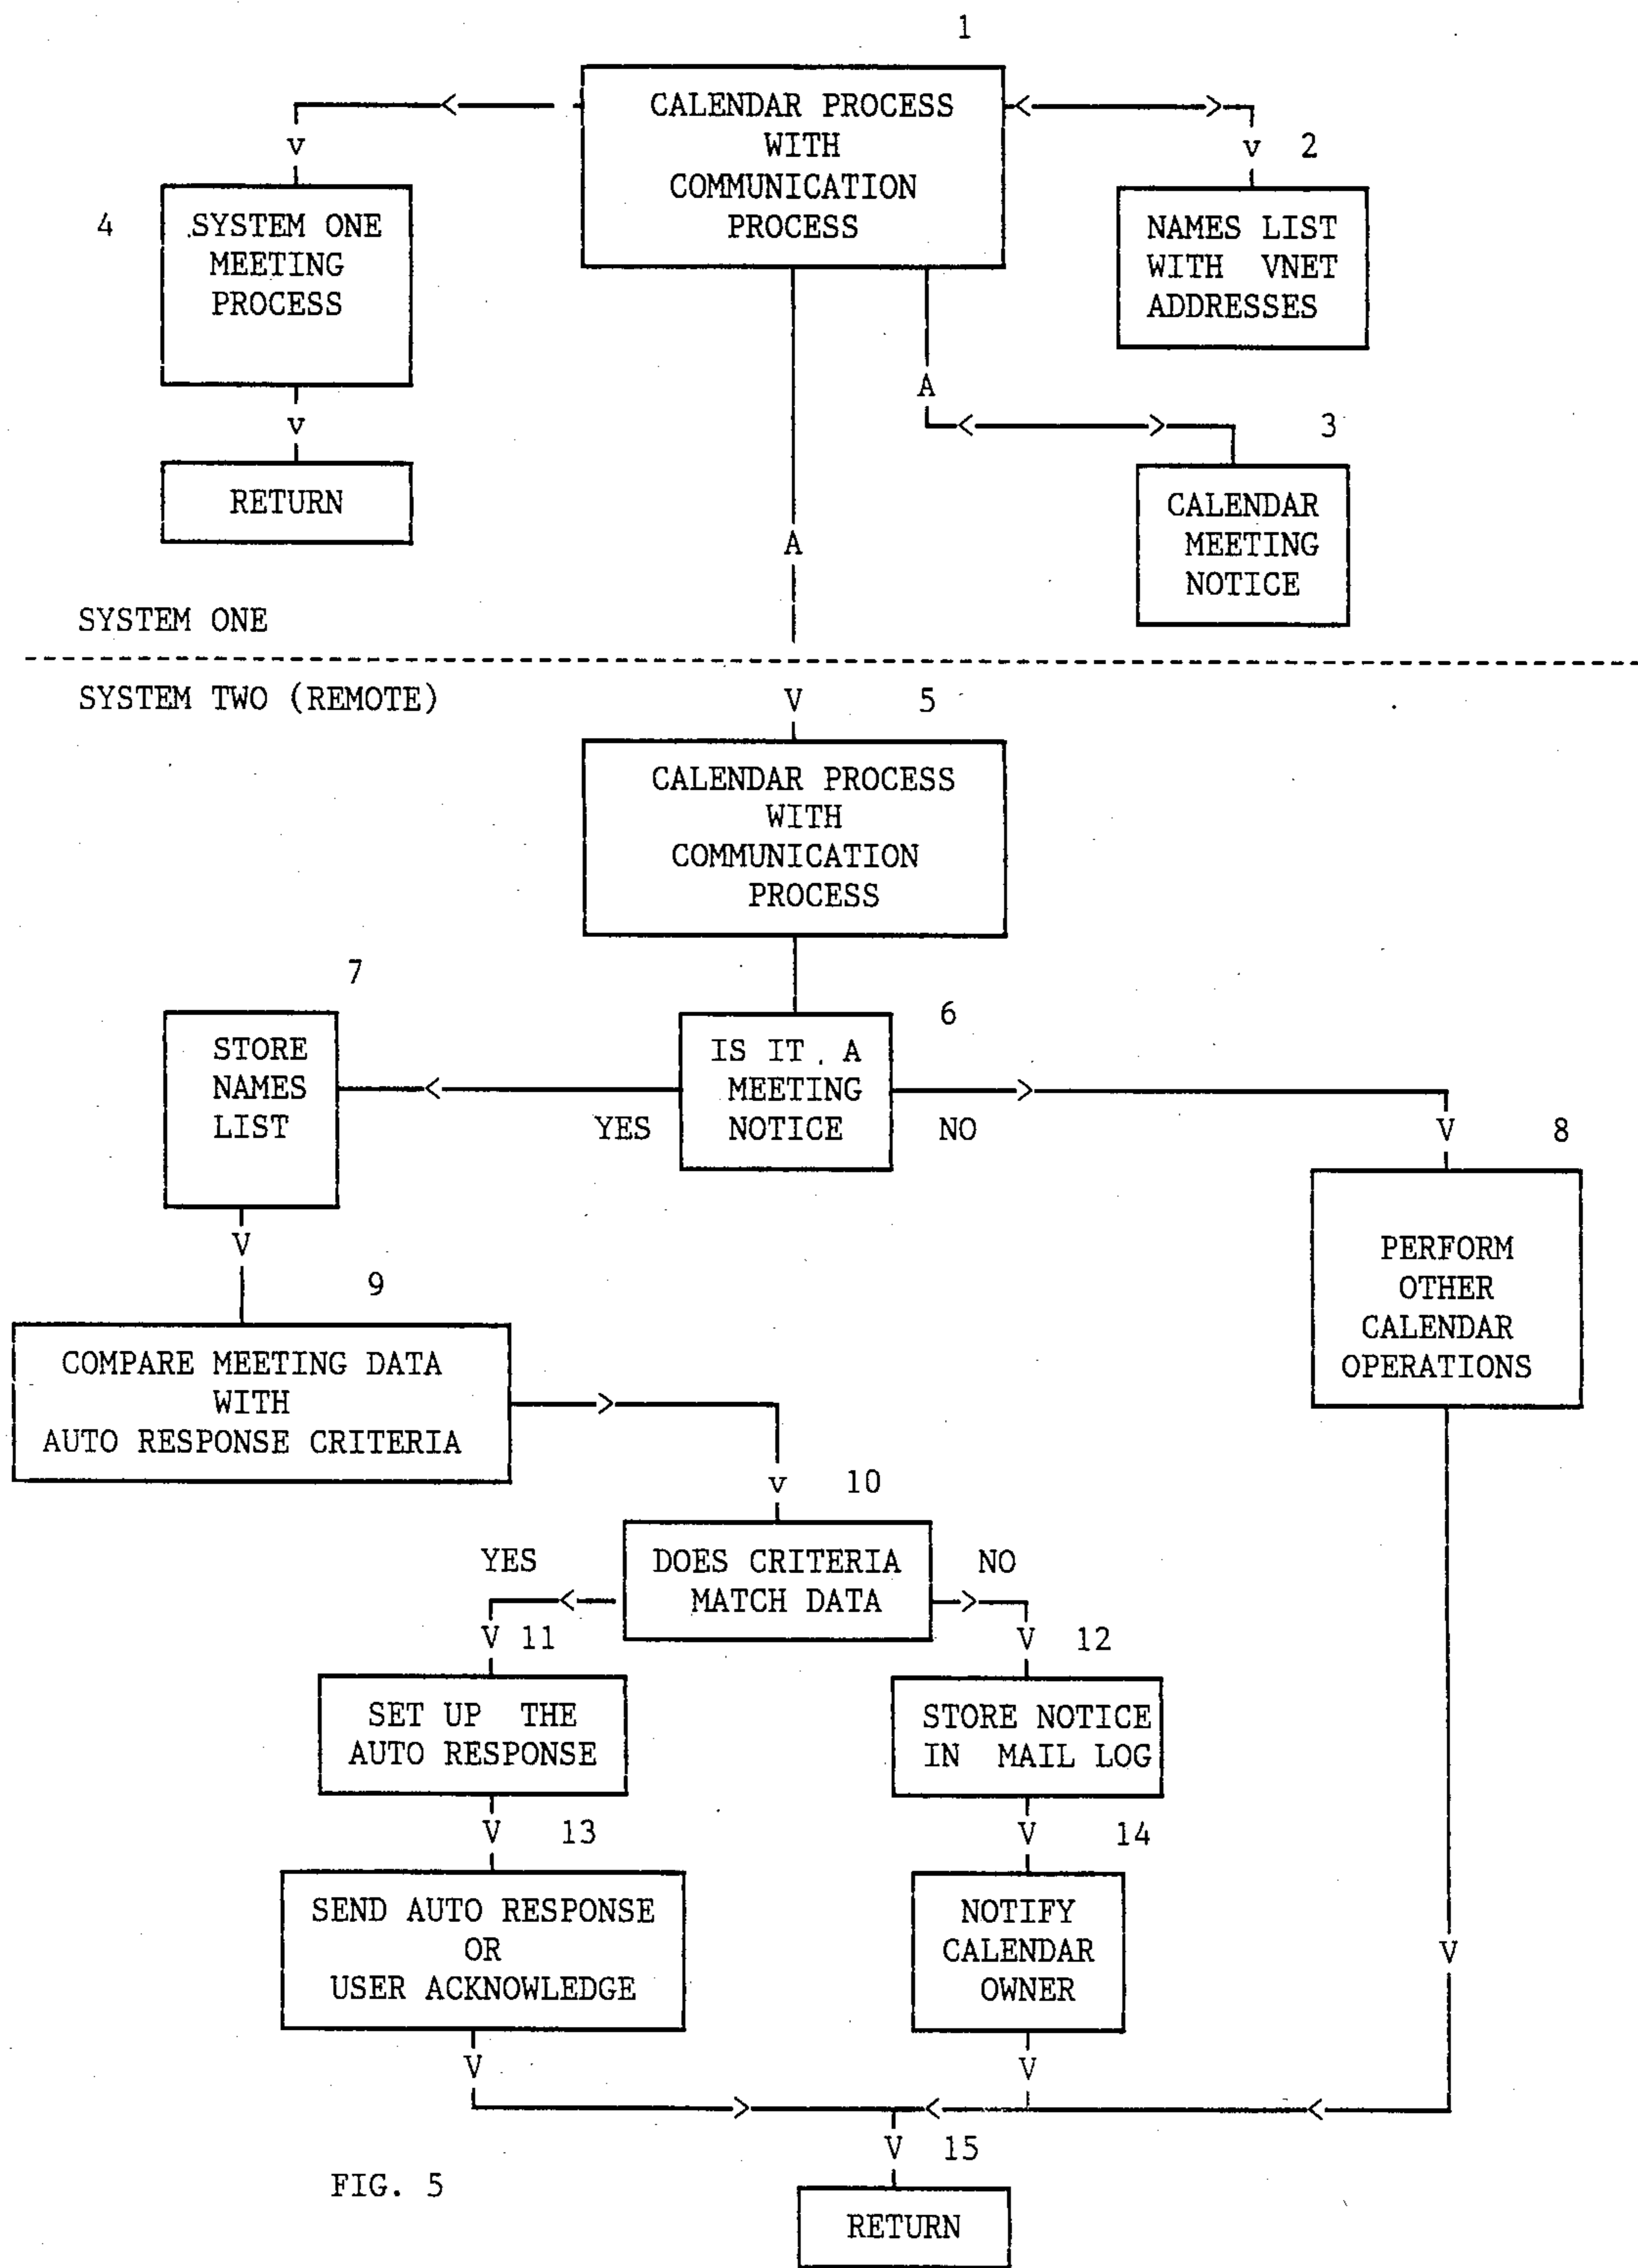 1
CALENDAR PROCESS
WITH
COMMUNICATION
PROCESS
2
NAMES LIST
WITH VNET
ADDRESSES
4
SYSTEM ONE
MEETING
PROCESS
RETURN
3
CALENDAR
MEETING
NOTICE
SYSTEM ONE
SYSTEM TWO (REMOTE)
5
CALENDAR PROCESS
WITH
COMMUNICATION
PROCESS
6
IS IT A
MEETING
NOTICE
YES
NO
7
STORE
NAMES
LIST
8
PERFORM
OTHER
CALENDAR
OPERATIONS
9
COMPARE MEETING DATA
WITH
AUTO RESPONSE CRITERIA
10
DOES CRITERIA
MATCH DATA
YES
NO
11
SET UP THE
AUTO RESPONSE
12
STORE NOTICE
IN MAIL LOG
13
SEND AUTO RESPONSE
OR
USER ACKNOWLEDGE
14
NOTIFY
CALENDAR
OWNER
15
RETURN
FIG. 5